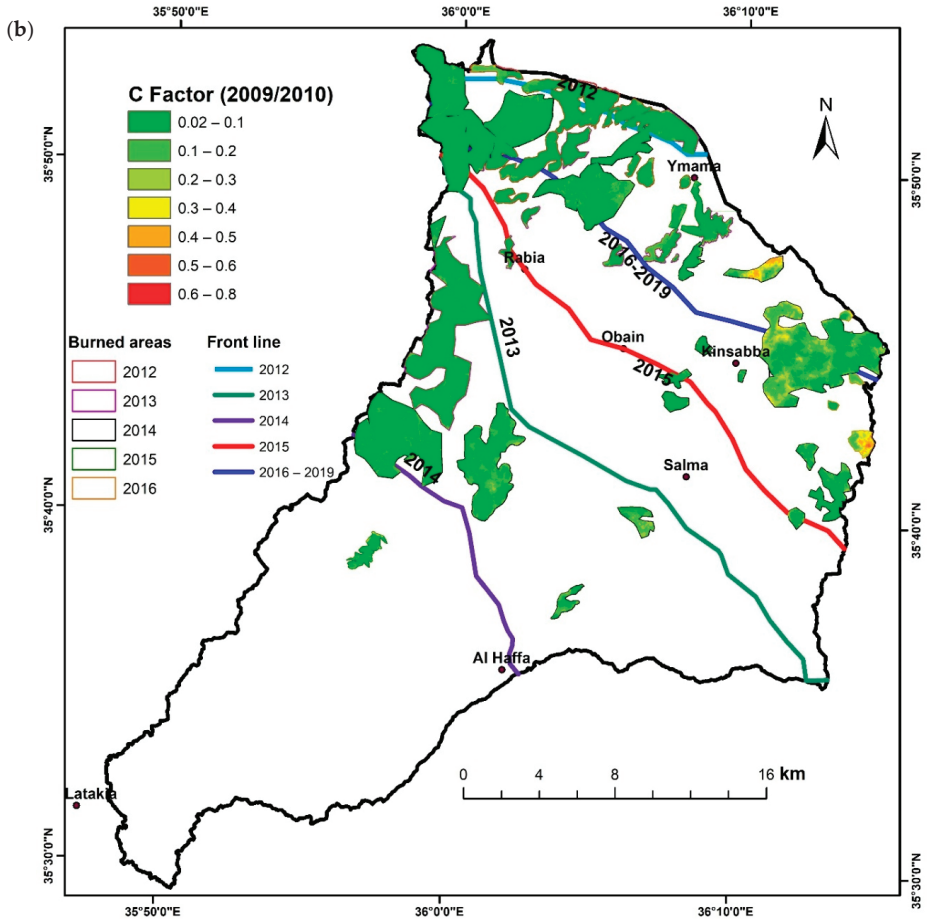 (b)
35°50'0"E
36°0'0"E
36°10'0"E
C Factor (2009/2010)
0.02 – 0.1
0.1 – 0.2
0.2 – 0.3
0.3 – 0.4
0.4 – 0.5
0.5 – 0.6
0.6 – 0.8
Burned areas
2012
2013
2014
2015
2016
Front line
2012
2013
2014
2015
2016 – 2019
N
2012
Ymama
2016-2019
Rabia
2013
Obain
Kinsabba
2015
Salma
2014
Al Haffa
Latakia
0 4 8 16 km
35°50'0"N
35°40'0"N
35°30'0"N
35°50'0"N
35°40'0"N
35°30'0"N
35°50'0"E
36°0'0"E
36°10'0"E